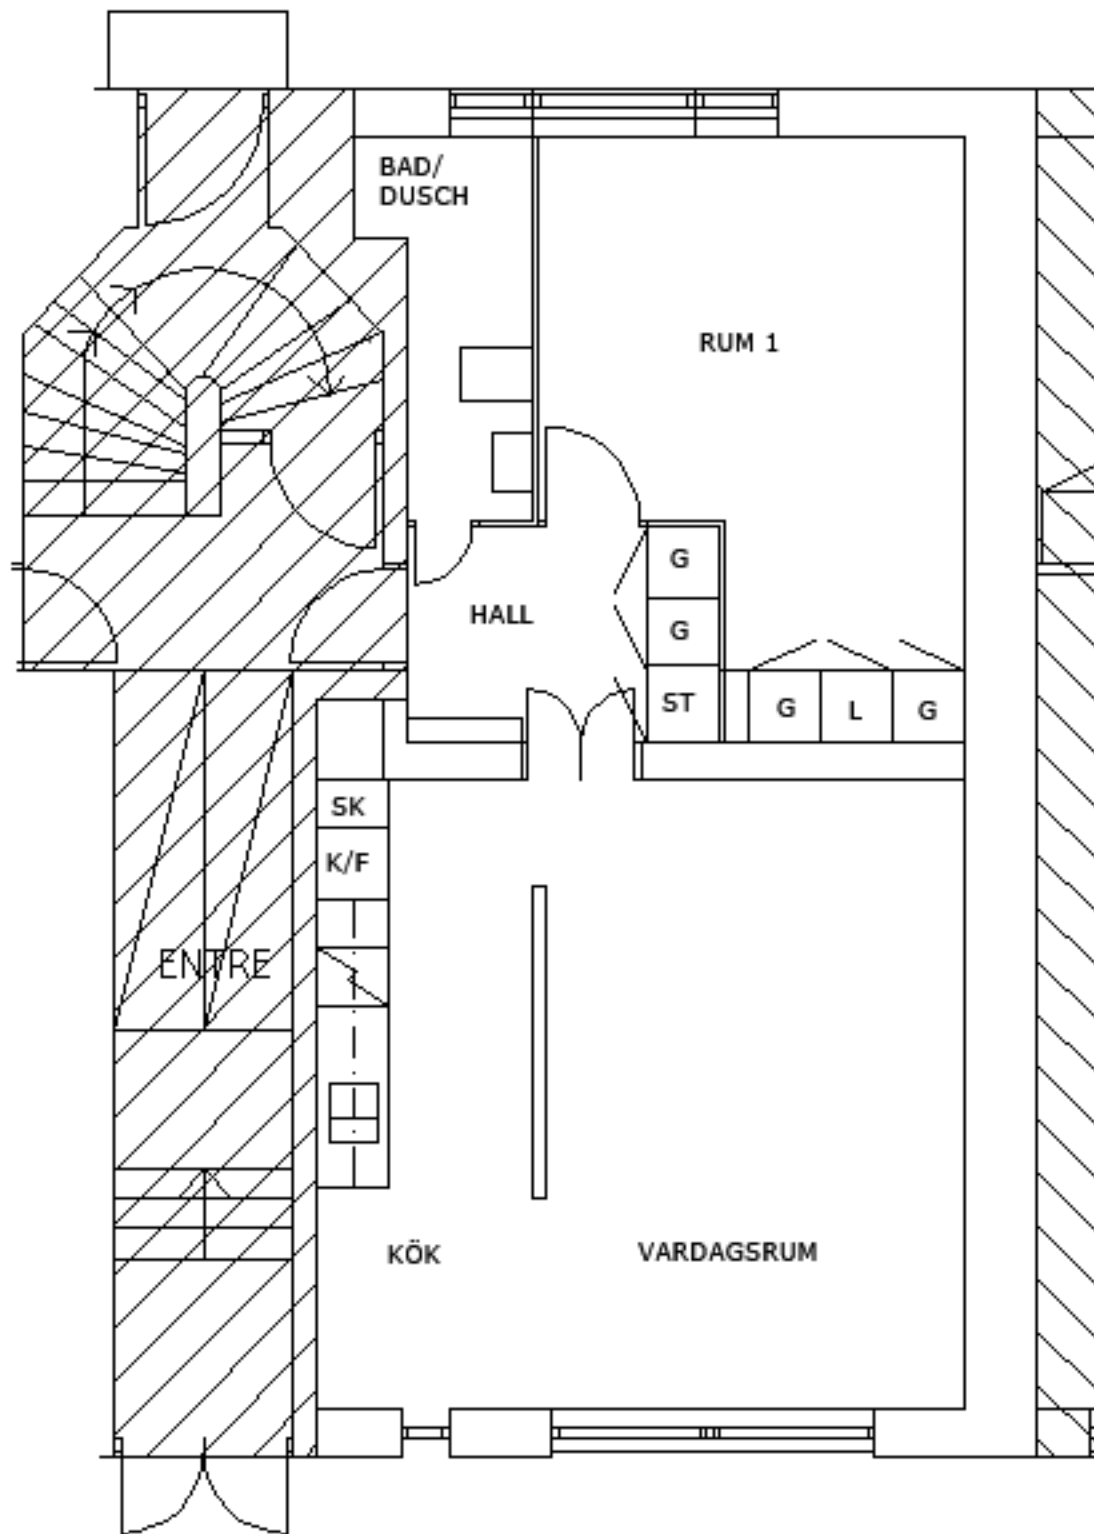 BAD/
DUSCH
RUM 1
G
HALL
G
ST
G
L
G
SK
K/F
ENTRE
KÖK
VARDAGSRUM